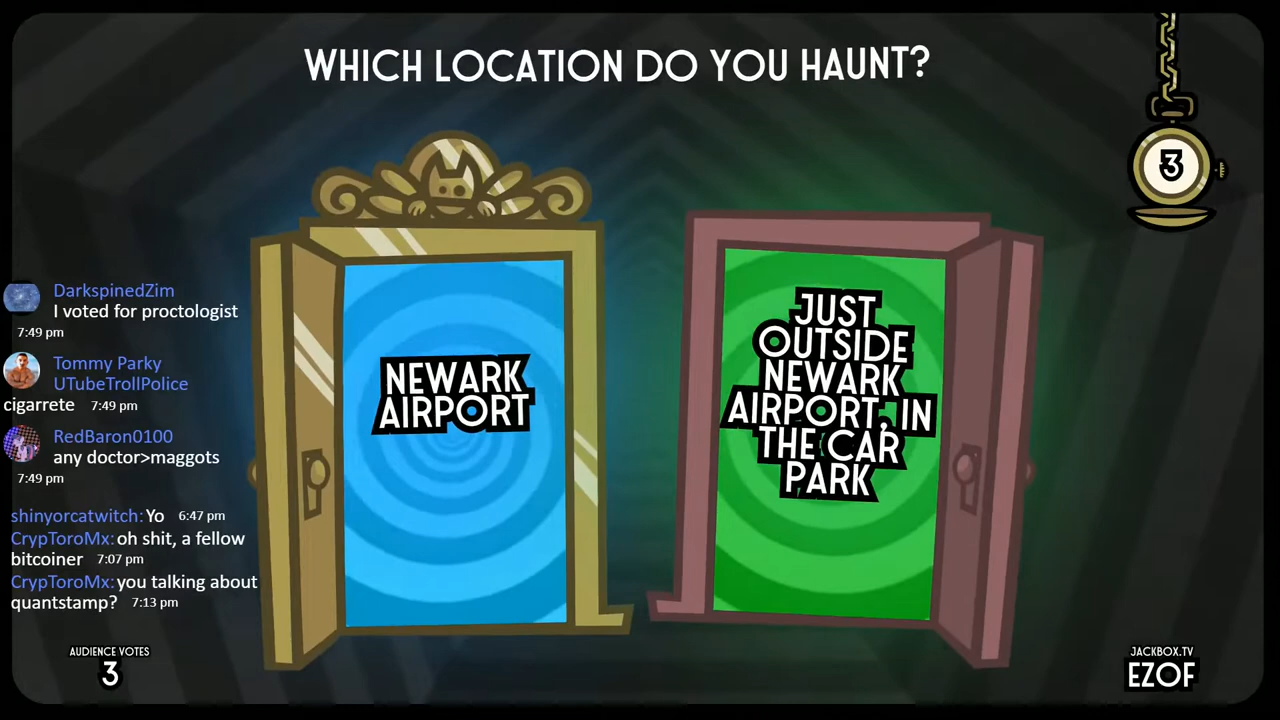 WHICH LOCATION DO YOU HAUNT?
3
NEWARK
AIRPORT
JUST
OUTSIDE
NEWARK
AIRPORT, IN
THE CAR
PARK
DarkspinedZim
I voted for proctologist
7:49 pm
Tommy Parky
UTubeTrollPolice
cigarrete 7:49 pm
RedBaron0100
any doctor>maggots
7:49 pm
shinyorcatwitch: Yo 6:47 pm
CrypToroMx: oh shit, a fellow
bitcoiner 7:07 pm
CrypToroMx: you talking about
quantstamp? 7:13 pm
AUDIENCE VOTES
3
JACKBOX.TV
EZOF